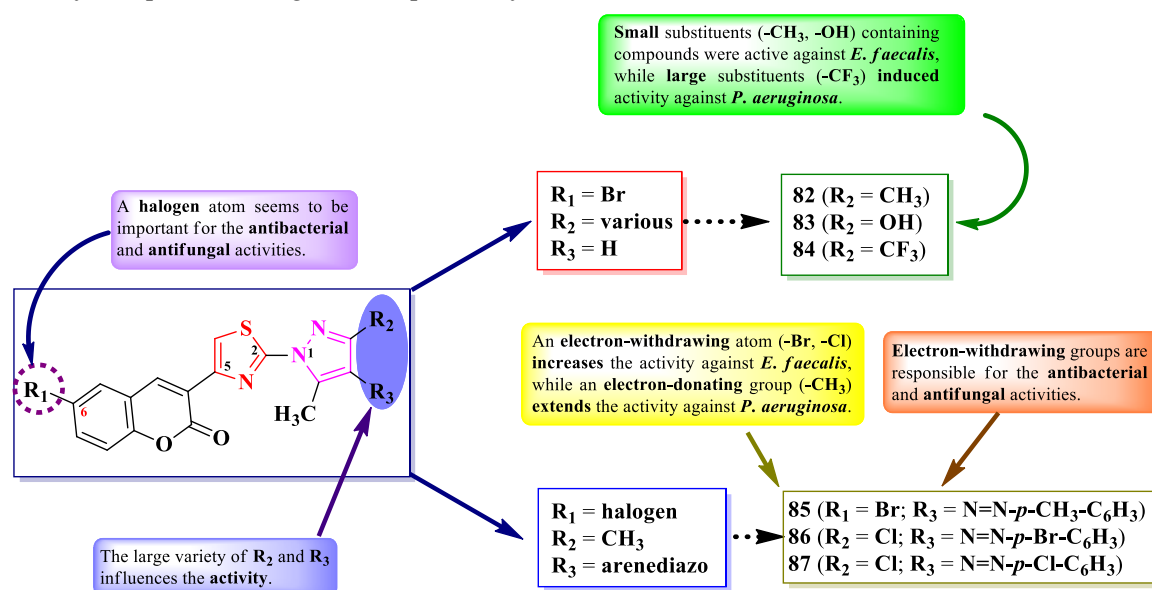 Small substituents (-CH3, -OH) containing
compounds were active against E. faecalis,
while large substituents (-CF3) induced
activity against P. aeruginosa.
A halogen atom seems to be
important for the antibacterial
and antifungal activities.
R1 = Br
R2 = various
R3 = H
82 (R2 = CH3)
83 (R2 = OH)
84 (R2 = CF3)
R1
6
O
O
S
N
5
2
N
1
N
H3C
R2
R3
An electron-withdrawing atom (-Br, -Cl)
increases the activity against E. faecalis,
while an electron-donating group (-CH3)
extends the activity against P. aeruginosa.
Electron-withdrawing groups are
responsible for the antibacterial
and antifungal activities.
The large variety of R2 and R3
influences the activity.
R1 = halogen
R2 = CH3
R3 = arenediazo
85 (R1 = Br; R3 = N=N-p-CH3-C6H3)
86 (R2 = Cl; R3 = N=N-p-Br-C6H3)
87 (R2 = Cl; R3 = N=N-p-Cl-C6H3)